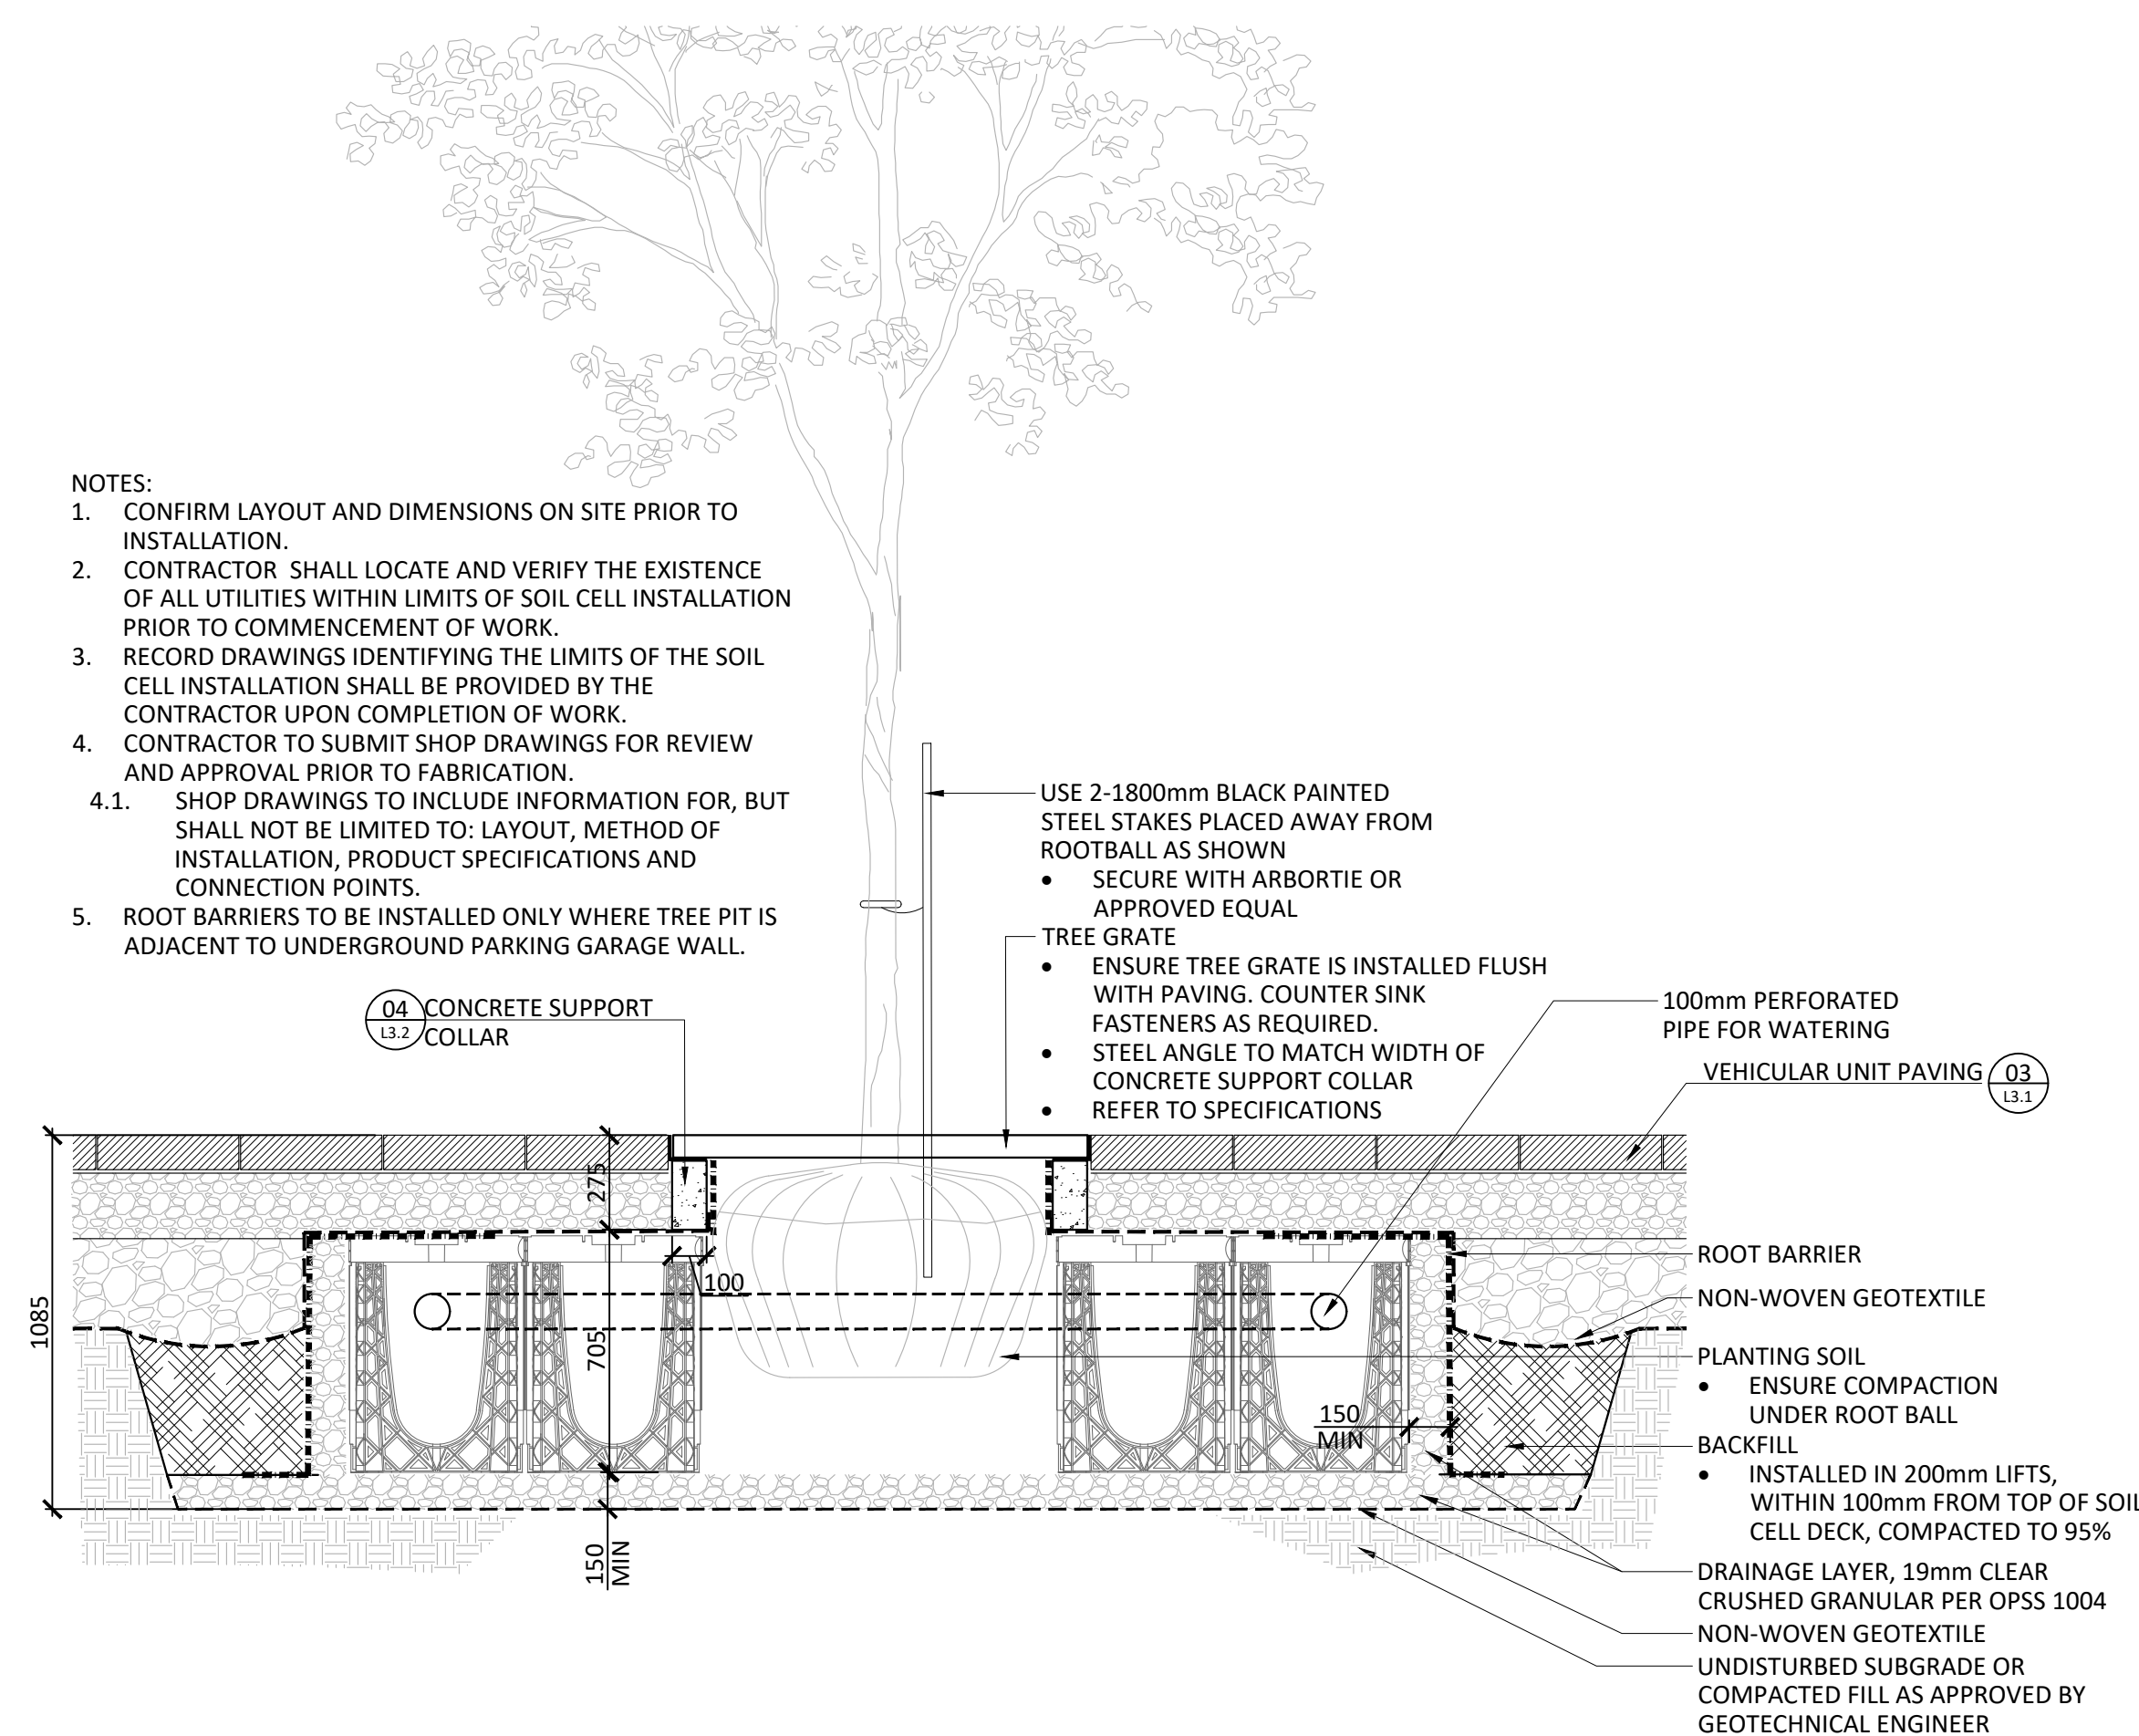 NOTES:
1. CONFIRM LAYOUT AND DIMENSIONS ON SITE PRIOR TO
INSTALLATION.
2. CONTRACTOR SHALL LOCATE AND VERIFY THE EXISTENCE
OF ALL UTILITIES WITHIN LIMITS OF SOIL CELL INSTALLATION
PRIOR TO COMMENCEMENT OF WORK.
3. RECORD DRAWINGS IDENTIFYING THE LIMITS OF THE SOIL
CELL INSTALLATION SHALL BE PROVIDED BY THE
CONTRACTOR UPON COMPLETION OF WORK.
4. CONTRACTOR TO SUBMIT SHOP DRAWINGS FOR REVIEW
AND APPROVAL PRIOR TO FABRICATION.
4.1. SHOP DRAWINGS TO INCLUDE INFORMATION FOR, BUT
SHALL NOT BE LIMITED TO: LAYOUT, METHOD OF
INSTALLATION, PRODUCT SPECIFICATIONS AND
CONNECTION POINTS.
5. ROOT BARRIERS TO BE INSTALLED ONLY WHERE TREE PIT IS
ADJACENT TO UNDERGROUND PARKING GARAGE WALL.
04
L3.2
CONCRETE SUPPORT
COLLAR
USE 2-1800mm BLACK PAINTED
STEEL STAKES PLACED AWAY FROM
ROOTBALL AS SHOWN
• SECURE WITH ARBORTIE OR
APPROVED EQUAL
TREE GRATE
• ENSURE TREE GRATE IS INSTALLED FLUSH
WITH PAVING. COUNTER SINK
FASTENERS AS REQUIRED.
• STEEL ANGLE TO MATCH WIDTH OF
CONCRETE SUPPORT COLLAR
• REFER TO SPECIFICATIONS
100mm PERFORATED
PIPE FOR WATERING
VEHICULAR UNIT PAVING
03
L3.1
1085
275
100
705
150
MIN
150
MIN
ROOT BARRIER
NON-WOVEN GEOTEXTILE
PLANTING SOIL
• ENSURE COMPACTION
UNDER ROOT BALL
BACKFILL
• INSTALLED IN 200mm LIFTS,
WITHIN 100mm FROM TOP OF SOIL
CELL DECK, COMPACTED TO 95%
DRAINAGE LAYER, 19mm CLEAR
CRUSHED GRANULAR PER OPSS 1004
NON-WOVEN GEOTEXTILE
UNDISTURBED SUBGRADE OR
COMPACTED FILL AS APPROVED BY
GEOTECHNICAL ENGINEER